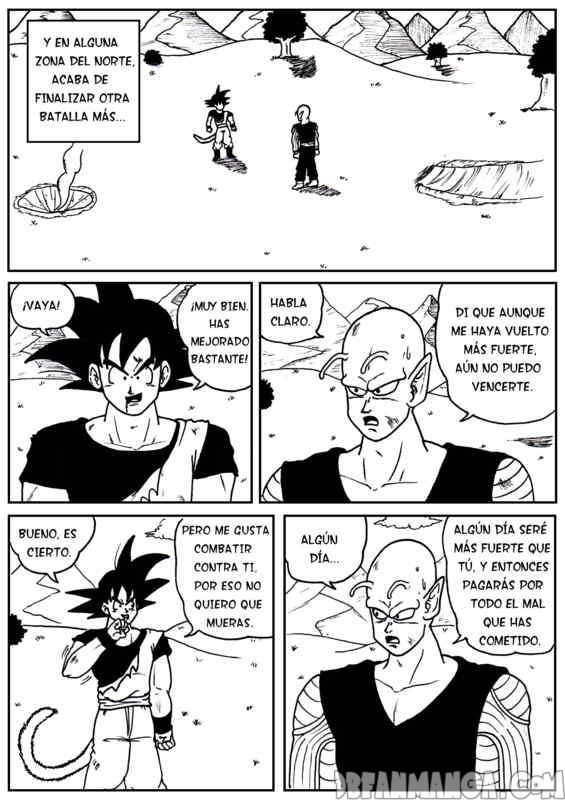 Y EN ALGUNA
ZONA DEL NORTE,
ACABA DE
FINALIZAR OTRA
BATALLA MÁS...
¡VAYA!
¡MUY BIEN.
HAS
MEJORADO
BASTANTE!
HABLA
CLARO.
DI QUE AUNQUE
ME HAYA VUELTO
MÁS FUERTE,
AÚN NO PUEDO
VENCERTE.
BUENO, ES
CIERTO.
PERO ME GUSTA
COMBATIR
CONTRA TI,
POR ESO NO
QUIERO QUE
MUERAS.
ALGÚN
DÍA...
ALGÚN DÍA SERÉ
MÁS FUERTE QUE
TÚ, Y ENTONCES
PAGARÁS POR
TODO EL MAL
QUE HAS
COMETIDO.
DBFANMANGA.COM